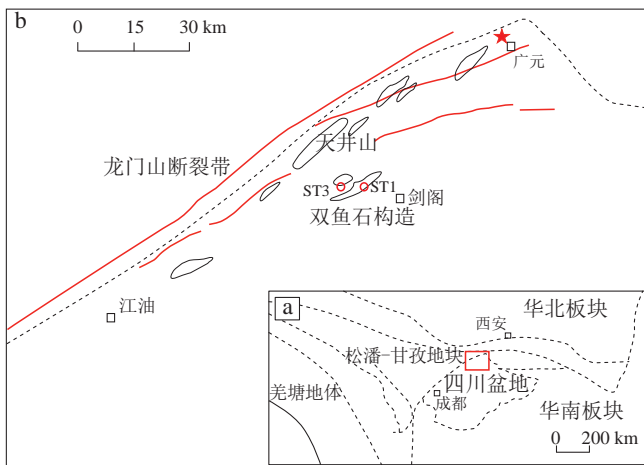 b
0 15 30 km
广元
天井山
龙门山断裂带
ST3 ST1
剑阁
双鱼石构造
江油
a
西安
华北板块
松潘-甘孜地块
四川盆地
羌塘地体
成都
华南板块
0 200 km